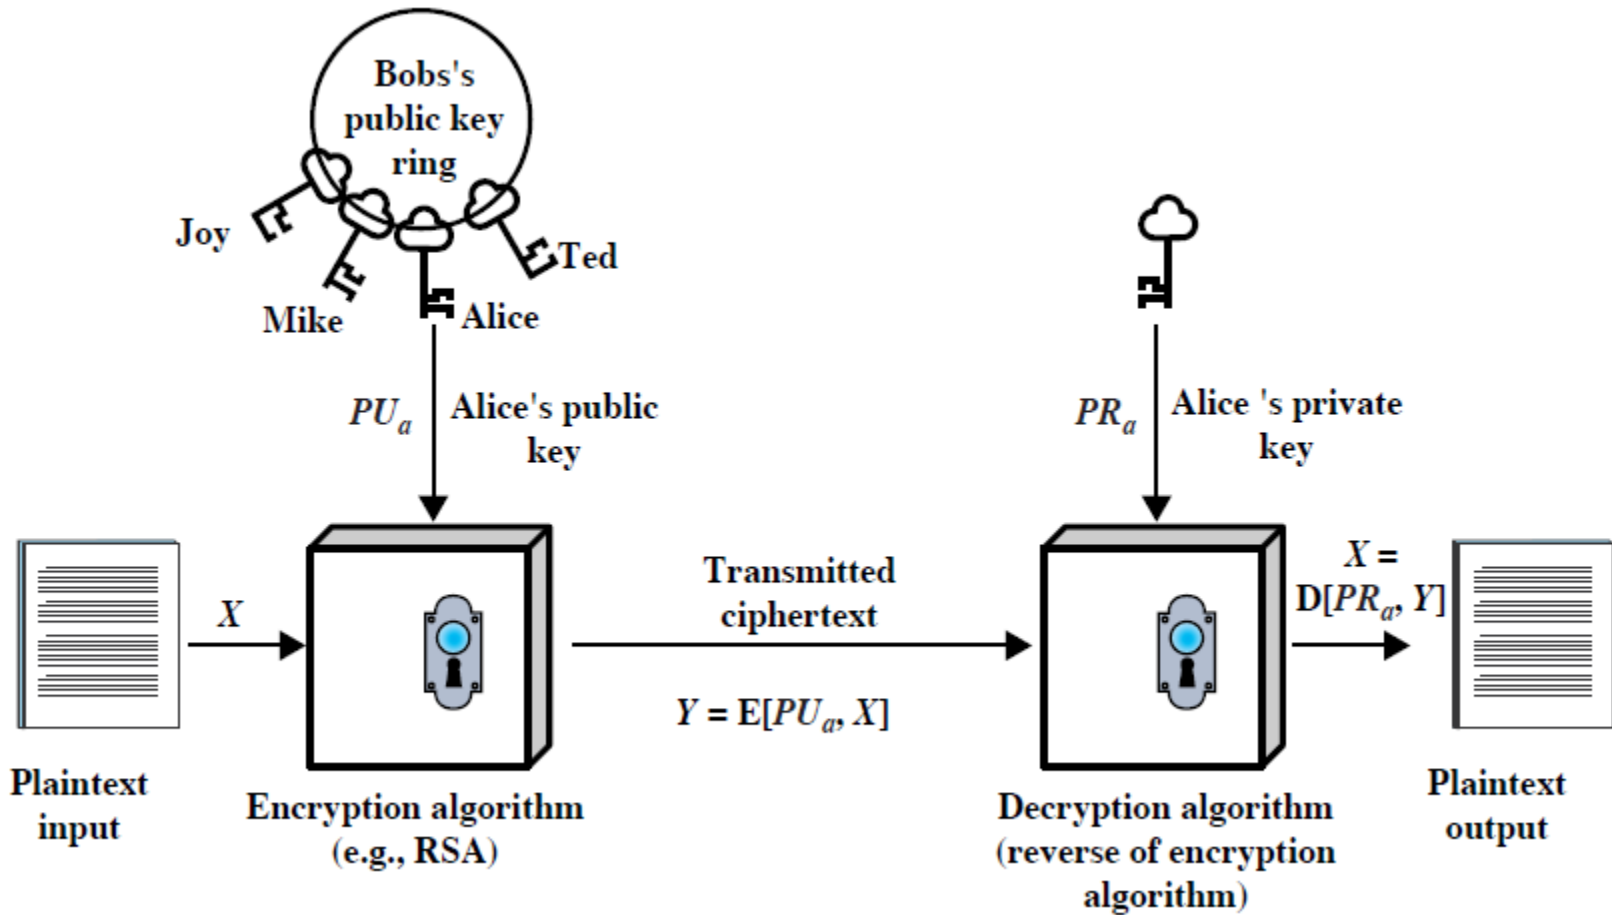 Bobs's
public key
ring
Joy
Ted
Mike
Alice
PUa
Alice's public
key
PRa
Alice 's private
key
X
Transmitted
ciphertext
Y = E[PUa, X]
X =
D[PRa, Y]
Plaintext
input
Encryption algorithm
(e.g., RSA)
Decryption algorithm
(reverse of encryption
algorithm)
Plaintext
output